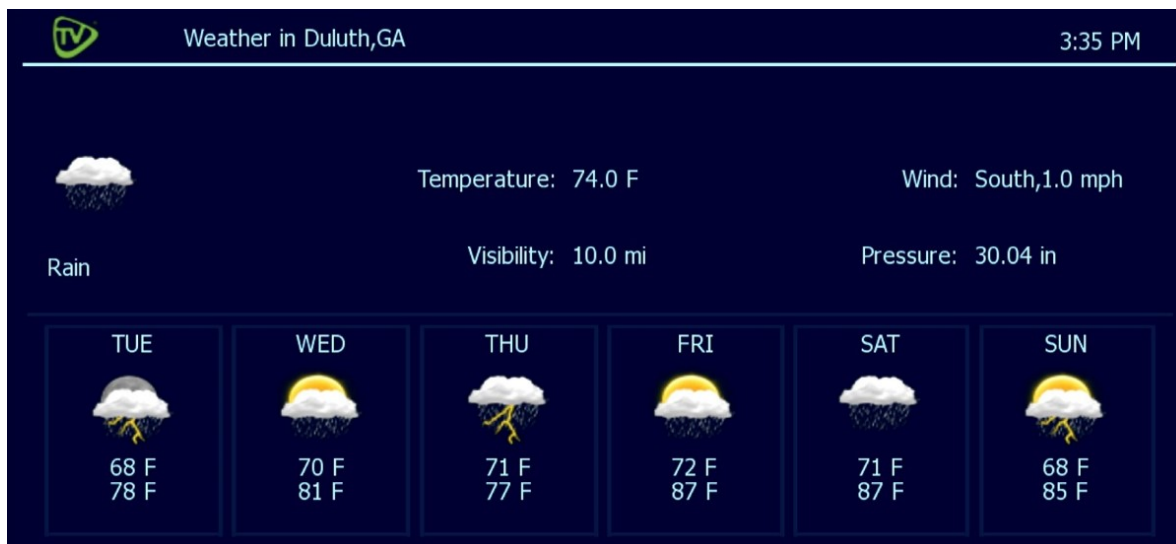 TV
Weather in Duluth,GA
3:35 PM
Temperature: 74.0 F
Wind: South,1.0 mph
Rain
Visibility: 10.0 mi
Pressure: 30.04 in
TUE
68 F
78 F
WED
70 F
81 F
THU
71 F
77 F
FRI
72 F
87 F
SAT
71 F
87 F
SUN
68 F
85 F